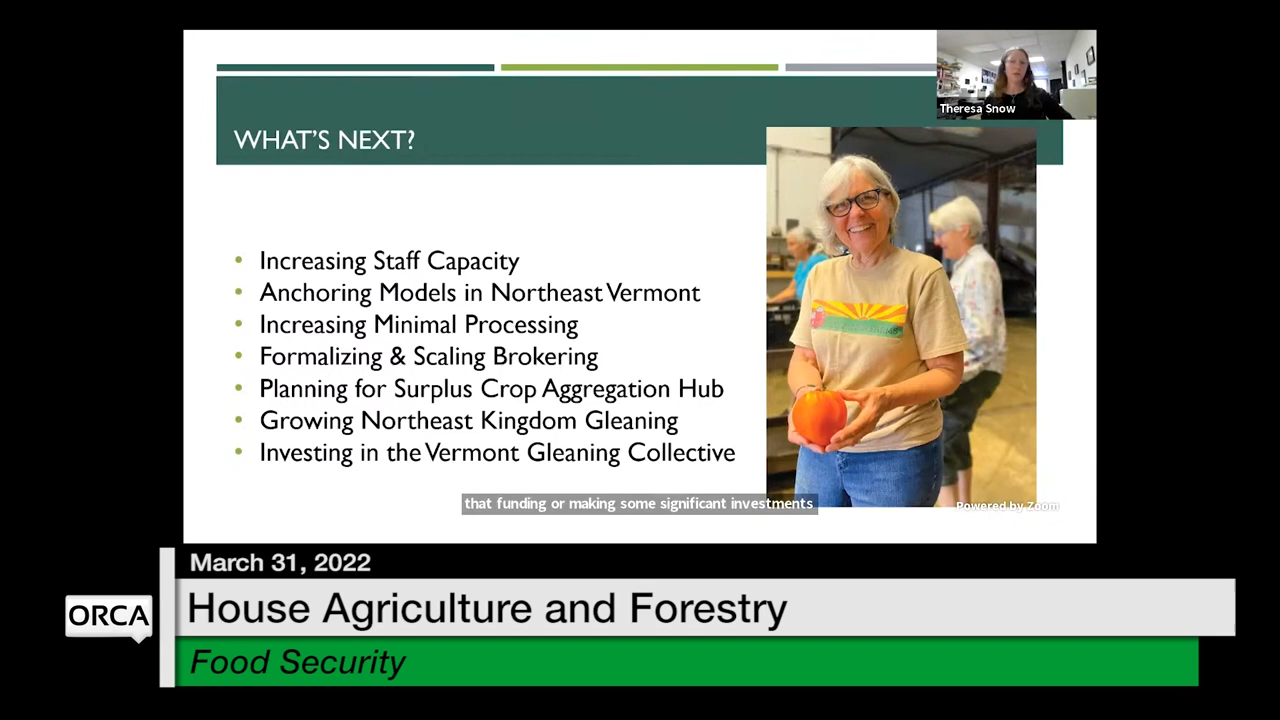 Theresa Snow
WHAT'S NEXT?
• Increasing Staff Capacity
• Anchoring Models in Northeast Vermont
• Increasing Minimal Processing
• Formalizing & Scaling Brokering
• Planning for Surplus Crop Aggregation Hub
• Growing Northeast Kingdom Gleaning
• Investing in the Vermont Gleaning Collective
that funding or making some significant investments
Powered by Zoom
March 31, 2022
ORCA
House Agriculture and Forestry
Food Security